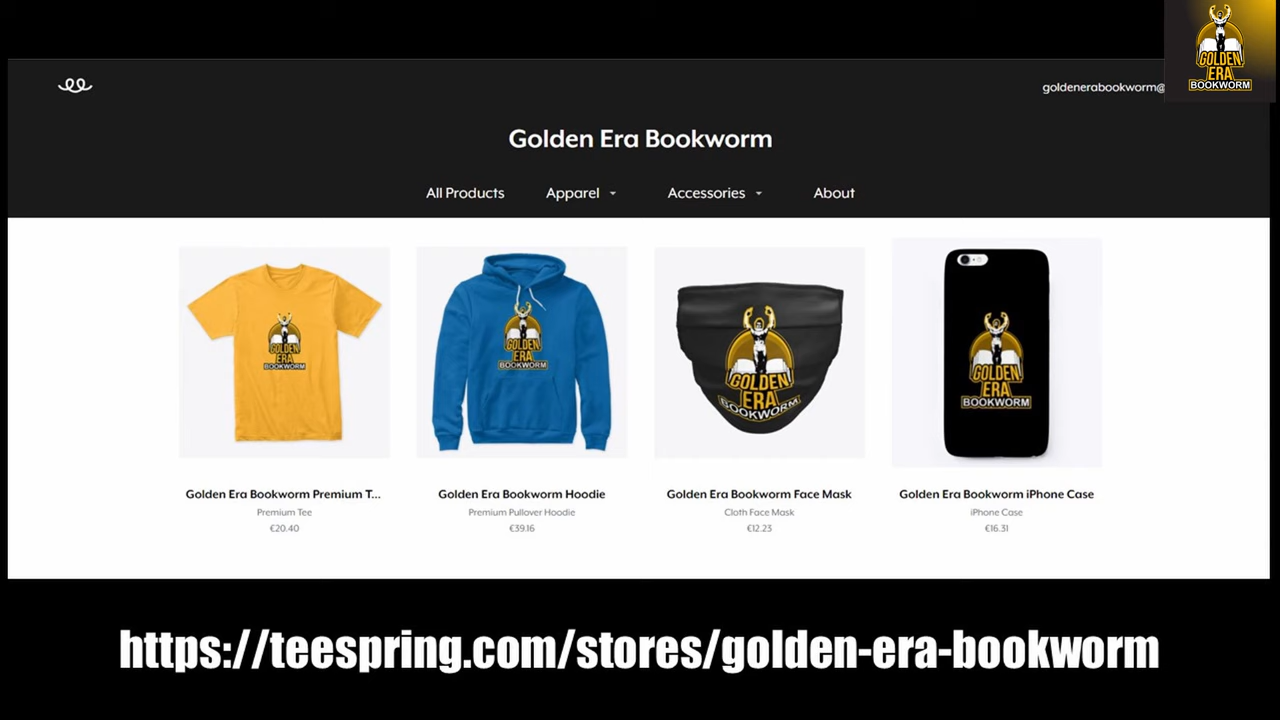 GOLDEN
ERA
BOOKWORM
goldenerabookworm@
Golden Era Bookworm
All Products Apparel Accessories About
GOLDEN ERA BOOKWORM
GOLDEN ERA BOOKWORM
GOLDEN ERA BOOKWORM
GOLDEN ERA BOOKWORM
Golden Era Bookworm Premium T... Golden Era Bookworm Hoodie Golden Era Bookworm Face Mask Golden Era Bookworm iPhone Case
Premium Tee Premium Pullover Hoodie Cloth Face Mask iPhone Case
€20.40 €39.16 €12.23 €16.31
https://teespring.com/stores/golden-era-bookworm